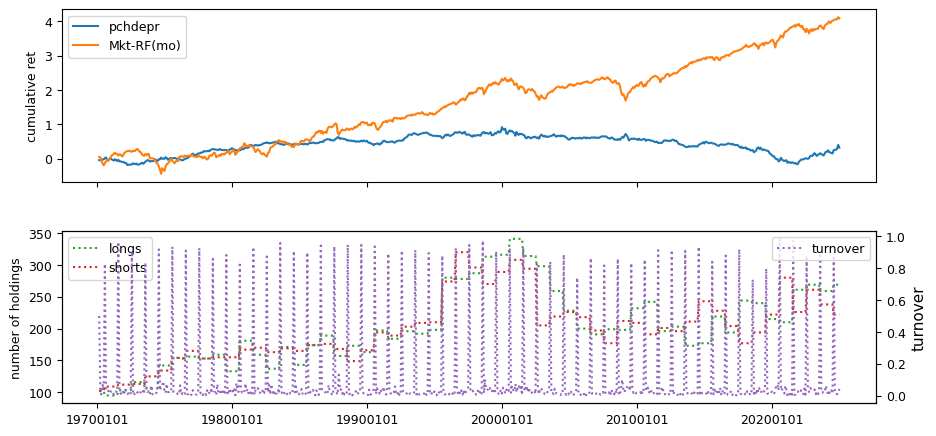 4
3
2
1
0
cumulative ret
pchdepr
Mkt-RF(mo)
350
300
250
200
150
100
number of holdings
longs
shorts
turnover
1.0
0.8
0.6
0.4
0.2
0.0
turnover
19700101 19800101 19900101 20000101 20100101 20200101